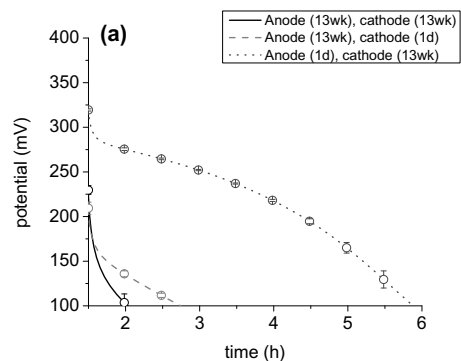 Anode (13wk), cathode (13wk)
Anode (13wk), cathode (1d)
Anode (1d), cathode (13wk)
(a)
400
350
300
250
200
150
100
potential (mV)
2 3 4 5 6
time (h)